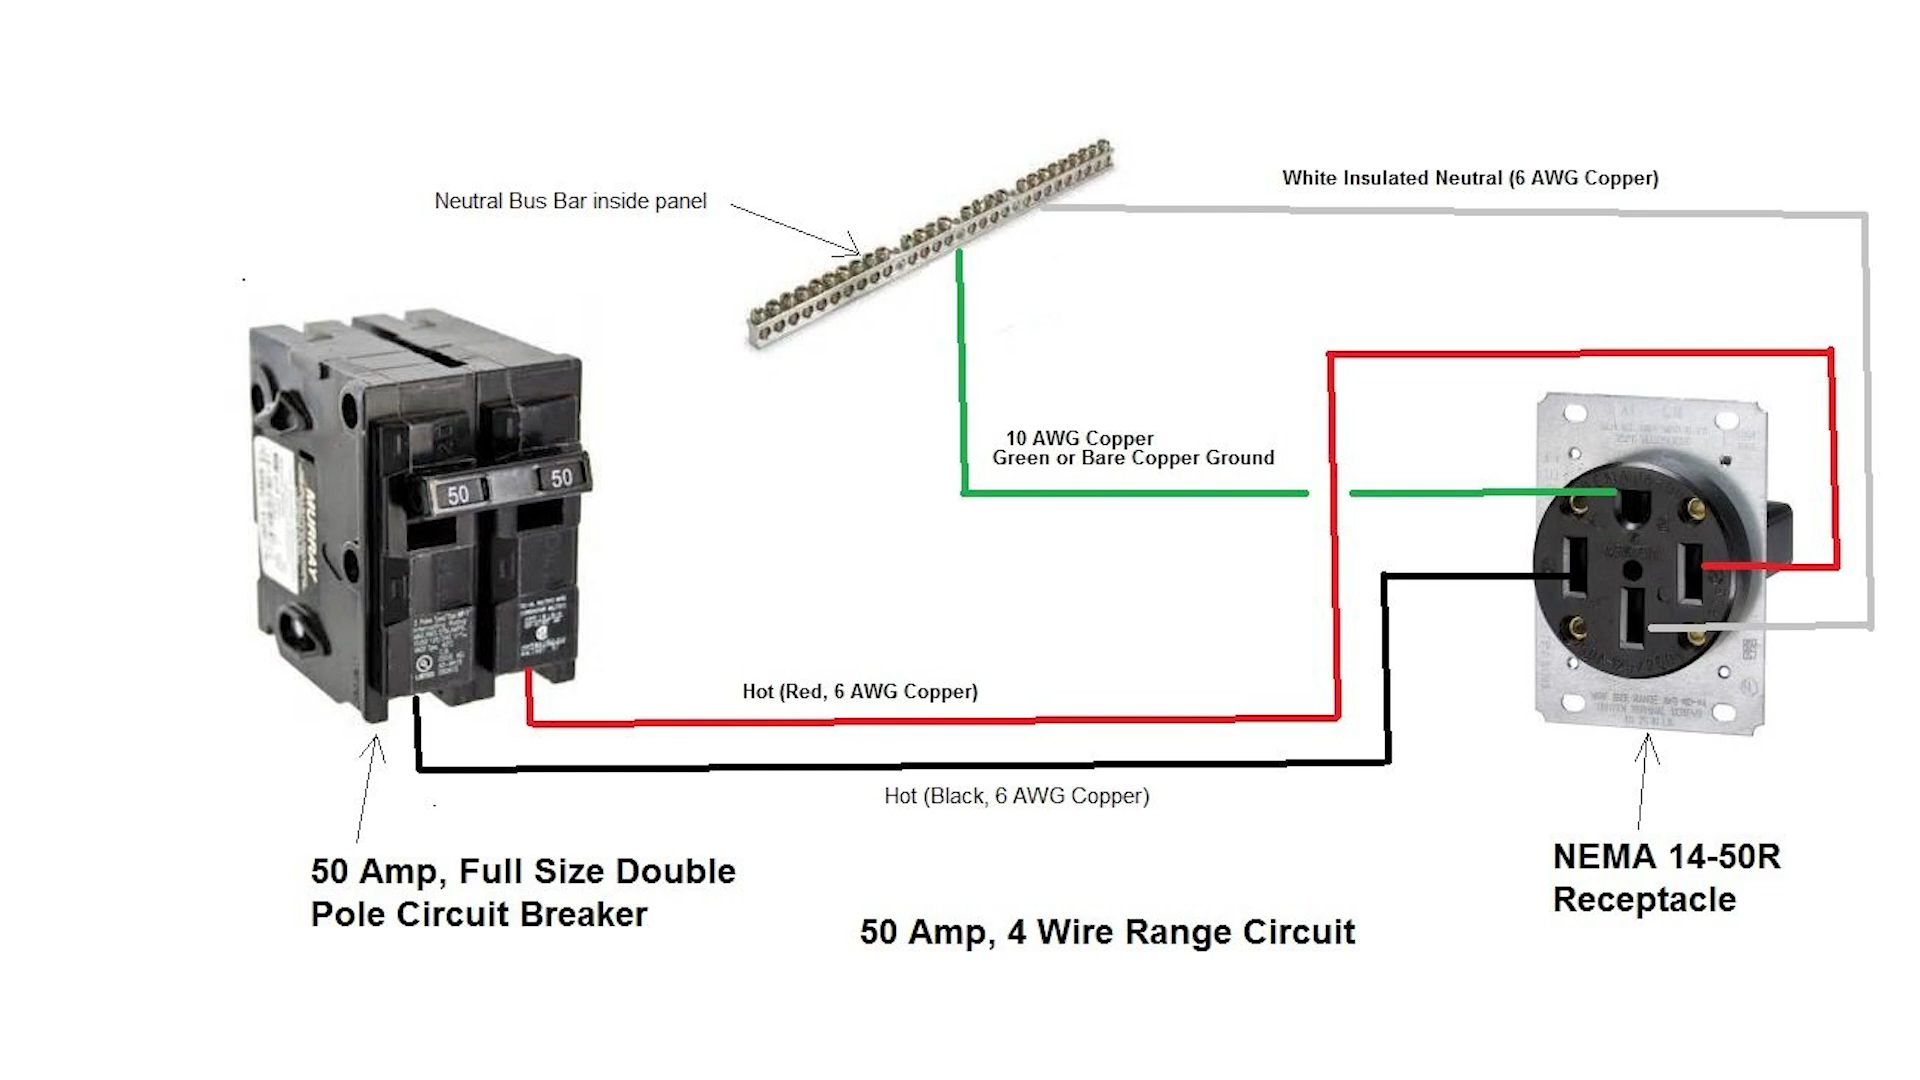 White Insulated Neutral (6 AWG Copper)
Neutral Bus Bar inside panel
10 AWG Copper
Green or Bare Copper Ground
50 50
MURRAY
Hot (Red, 6 AWG Copper)
Hot (Black, 6 AWG Copper)
50 Amp, Full Size Double
Pole Circuit Breaker
NEMA 14-50R
Receptacle
50 Amp, 4 Wire Range Circuit